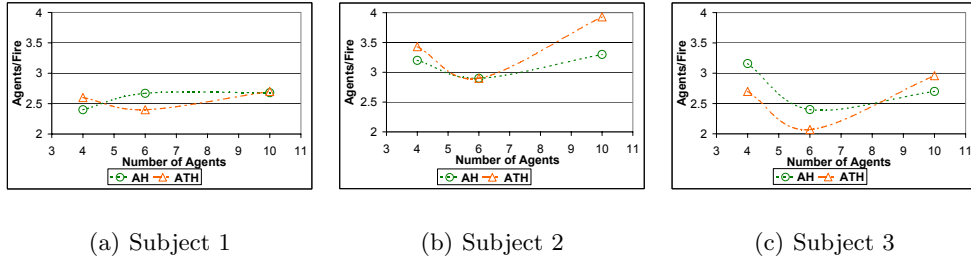 4
3.5
3
2.5
2
Agents/Fire
3 4 5 6 7 8 9 10 11
Number of Agents
AH ATH
4
3.5
3
2.5
2
Agents/Fire
3 4 5 6 7 8 9 10 11
Number of Agents
AH ATH
4
3.5
3
2.5
2
Agents/Fire
3 4 5 6 7 8 9 10 11
Number of Agents
AH ATH
(a) Subject 1
(b) Subject 2
(c) Subject 3